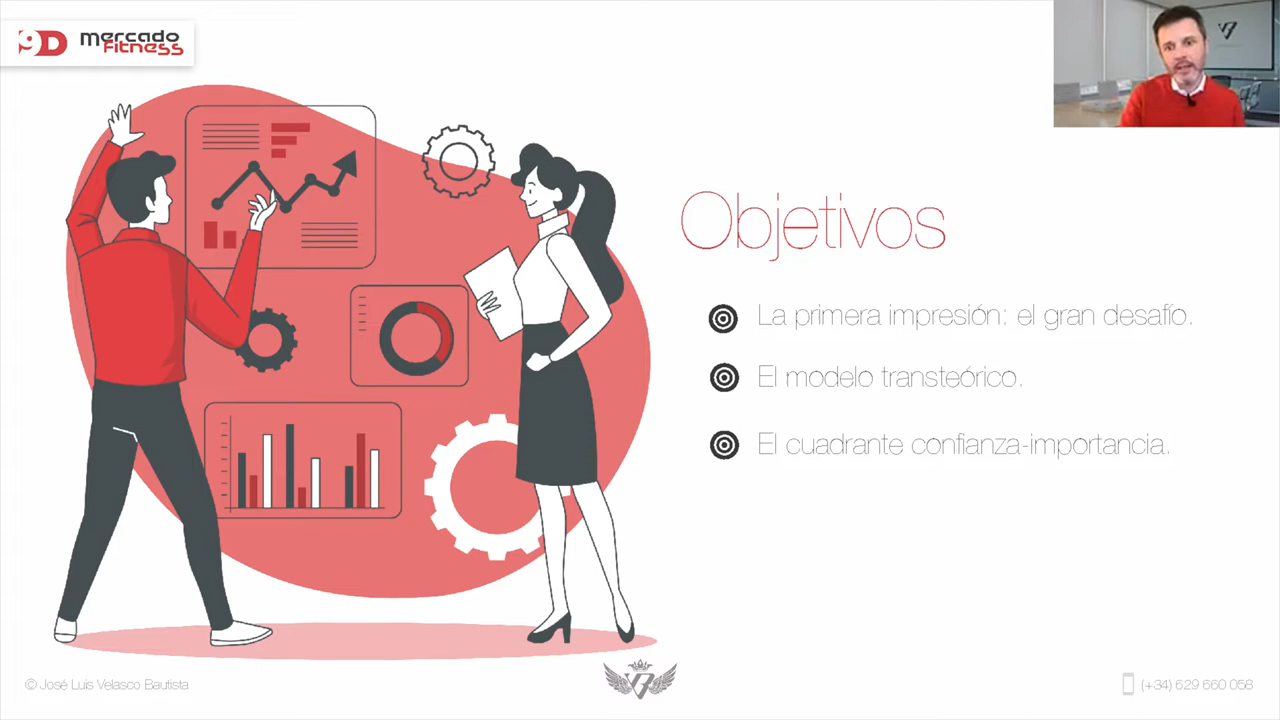 9D mercado
Fitness
Objetivos
La primera impresión: el gran desafío.
El modelo transteórico.
El cuadrante confianza-importancia.
© José Luis Velasco Bautista
(+34) 629 660 058